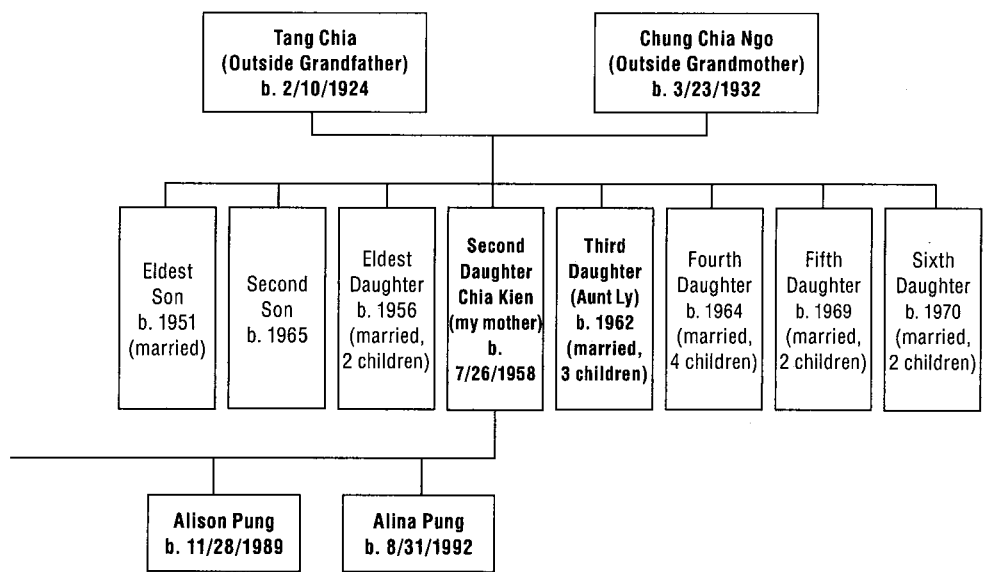 Tang Chia
(Outside Grandfather)
b. 2/10/1924
Chung Chia Ngo
(Outside Grandmother)
b. 3/23/1932
Eldest
Son
b. 1951
(married)
Second
Son
b. 1965
Eldest
Daughter
b. 1956
(married,
2 children)
Second
Daughter
Chia Kien
(my mother)
b.
7/26/1958
Third
Daughter
(Aunt Ly)
b. 1962
(married,
3 children)
Fourth
Daughter
b. 1964
(married,
4 children)
Fifth
Daughter
b. 1969
(married,
2 children)
Sixth
Daughter
b. 1970
(married,
2 children)
Alison Pung
b. 11/28/1989
Alina Pung
b. 8/31/1992